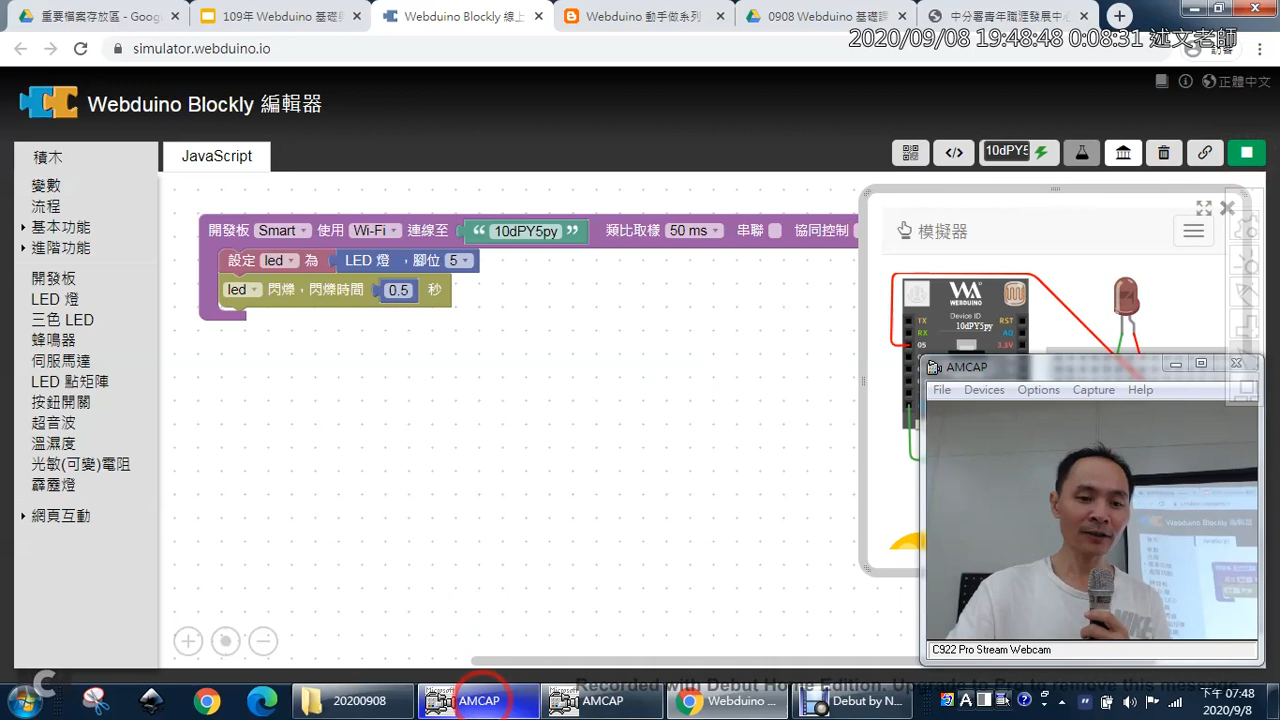 重要檔案存放區 - Goog
109年 Webduino 基礎班
Webduino Blockly 線上
Webduino 動手做系列
0908 Webduino 基礎課
中分署青年職涯發展中心
simulator.webduino.io
2020/09/08 19:48:48 0:08:31 述文老師
Webduino Blockly 編輯器
正體中文
積木
JavaScript
10dPY5
變數
流程
基本功能
進階功能
開發板
LED 燈
三色 LED
蜂鳴器
伺服馬達
LED 點矩陣
按鈕開關
超音波
溫濕度
光敏(可變)電阻
霹靂燈
網頁互動
開發板 Smart 使用 Wi-Fi 連線至 “ 10dPY5py ” 類比取樣 50 ms 串聯 協同控制
設定 led 為 LED 燈 ，腳位 5
led 閃爍，閃爍時間 0.5 秒
模擬器
Device ID
10dPY5py
TX
RX
05
RST
AD
3.3V
AMCAP
File Devices Options Capture Help
C922 Pro Stream Webcam
Recorded with Debut Home Edition. Upgrade to Pro to remove this message.
20200908
AMCAP
AMCAP
Webduino ...
Debut by N...
下午 07:48
2020/9/8